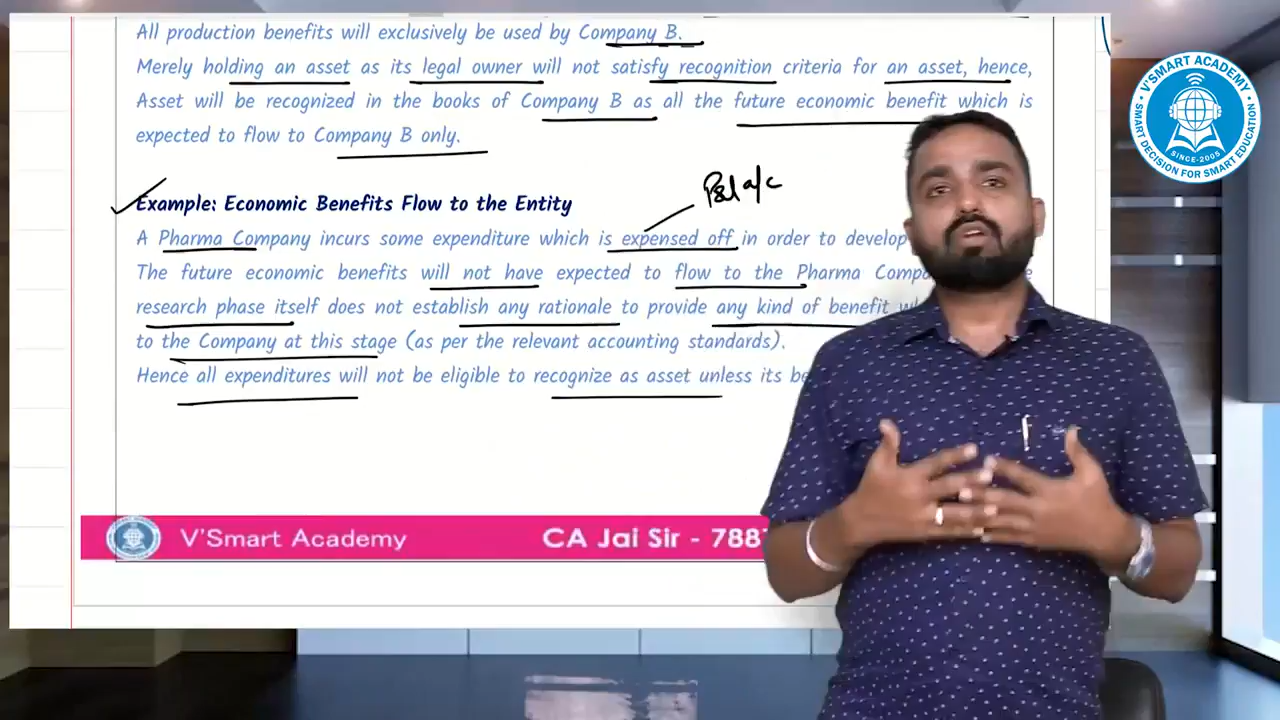 All production benefits will exclusively be used by Company B.
Merely holding an asset as its legal owner will not satisfy recognition criteria for an asset, hence,
Asset will be recognized in the books of Company B as all the future economic benefit which is
expected to flow to Company B only.
P&L a/c
Example: Economic Benefits Flow to the Entity
A Pharma Company incurs some expenditure which is expensed off in order to develop
The future economic benefits will not have expected to flow to the Pharma
research phase itself does not establish any rationale to provide any kind of benefit
to the Company at this stage (as per the relevant accounting standards).
Hence all expenditures will not be eligible to recognize as asset unless its
V'Smart Academy
CA Jai Sir - 787
V'SMART ACADEMY
SMART DECISION FOR SMART EDUCATION
SINCE-2005